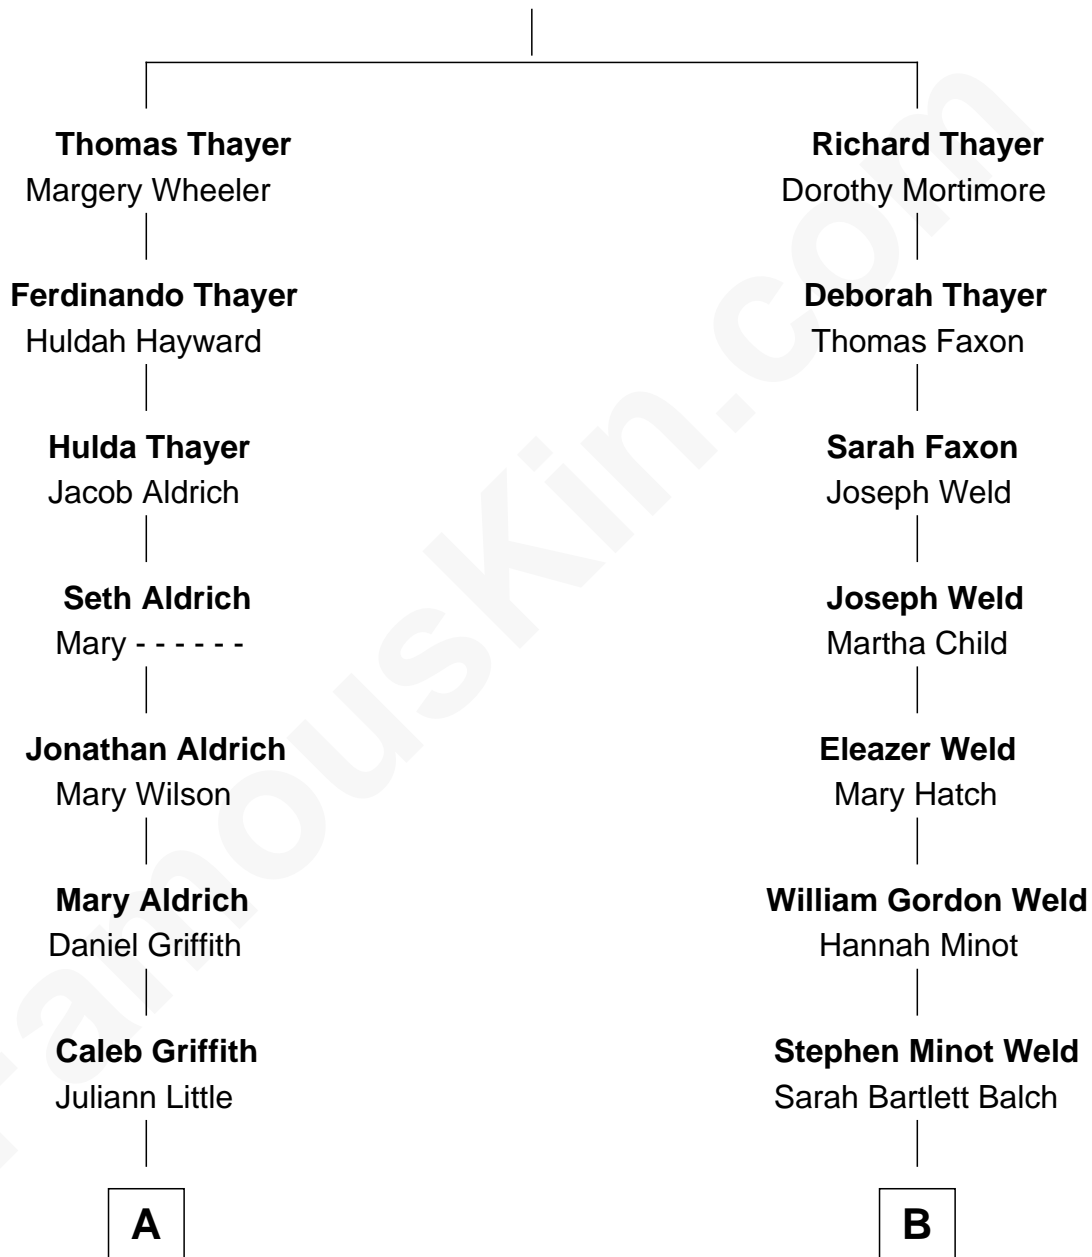 Thomas Thayer
Margery Wheeler
Ferdinando Thayer
Huldah Hayward
Hulda Thayer
Jacob Aldrich
Seth Aldrich
Mary - - - - - -
Jonathan Aldrich
Mary Wilson
Mary Aldrich
Daniel Griffith
Caleb Griffith
Juliann Little
A
Richard Thayer
Dorothy Mortimore
Deborah Thayer
Thomas Faxon
Sarah Faxon
Joseph Weld
Joseph Weld
Martha Child
Eleazer Weld
Mary Hatch
William Gordon Weld
Hannah Minot
Stephen Minot Weld
Sarah Bartlett Balch
B
FamousKin.com